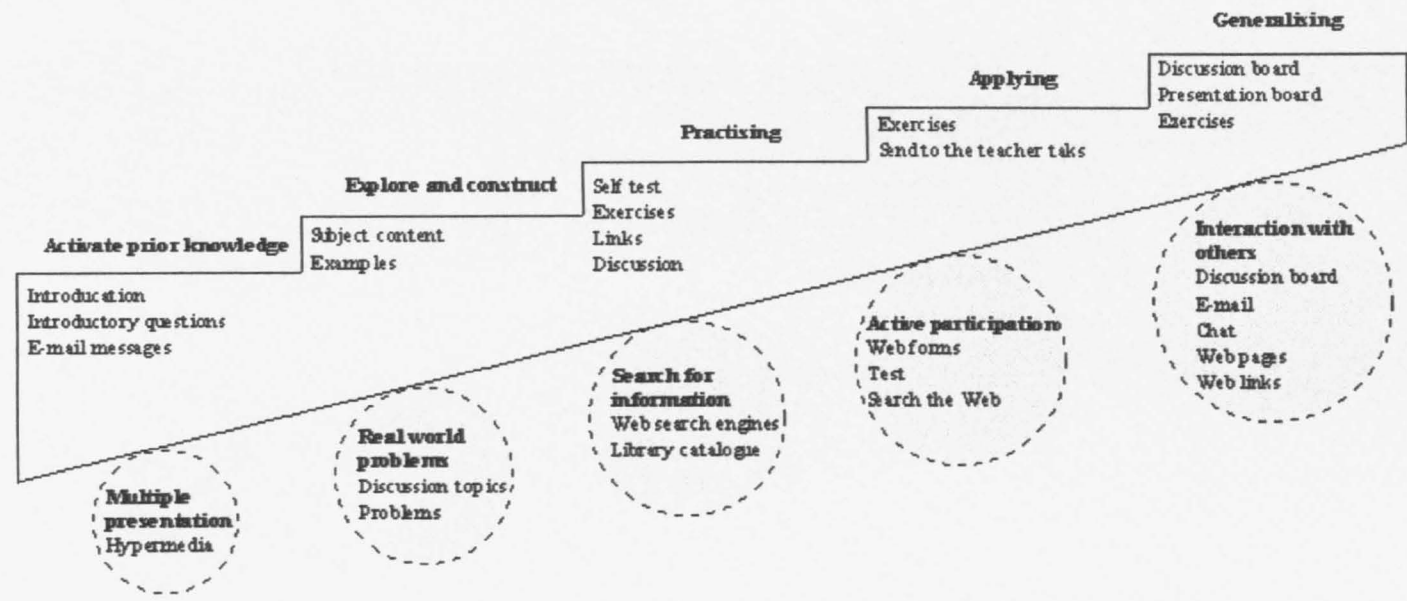 Generalising
Discussion board
Presentation board
Exercises
Applying
Exercises
Send to the teacher taks
Practising
Self test
Exercises
Links
Discussion
Explore and construct
Subject content
Examples
Activate prior knowledge
Introducation
Introductory questions
E-mail messages
Multiple
presentation
Hypermedia
Real world
problems
Discussion topics
Problems
Search for
information
Web search engines
Library catalogue
Active participation
Web forms
Test
Search the Web
Interaction with
others
Discussion board
E-mail
Chat
Web pages
Web links